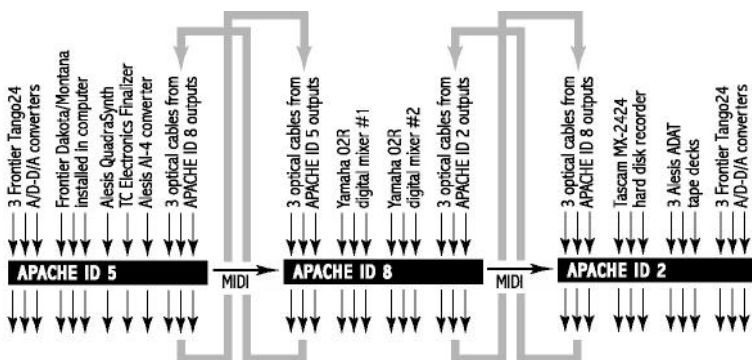 3 Frontier Tango24
A/D-D/A converters
Frontier Dakota/Montana
installed in computer
Alesis QuadraSynth
TC Electronics Finalizer
Alesis AI-4 converter
3 optical cables from
APACHE ID 8 outputs
3 optical cables from
APACHE ID 5 outputs
Yamaha 02R
digital mixer #1
Yamaha 02R
digital mixer #2
3 optical cables from
APACHE ID 2 outputs
3 optical cables from
APACHE ID 8 outputs
Tascam MX-2424
hard disk recorder
3 Alesis ADAT
tape decks
3 Frontier Tango24
A/D-D/A converters
APACHE ID 5
MIDI
APACHE ID 8
MIDI
APACHE ID 2